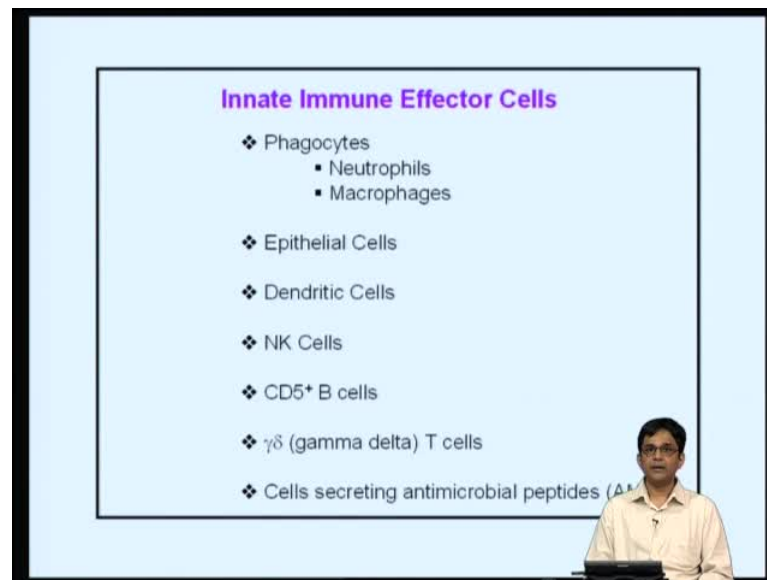 Innate Immune Effector Cells
❖ Phagocytes
▪ Neutrophils
▪ Macrophages
❖ Epithelial Cells
❖ Dendritic Cells
❖ NK Cells
❖ CD5⁺ B cells
❖ γδ (gamma delta) T cells
❖ Cells secreting antimicrobial peptides